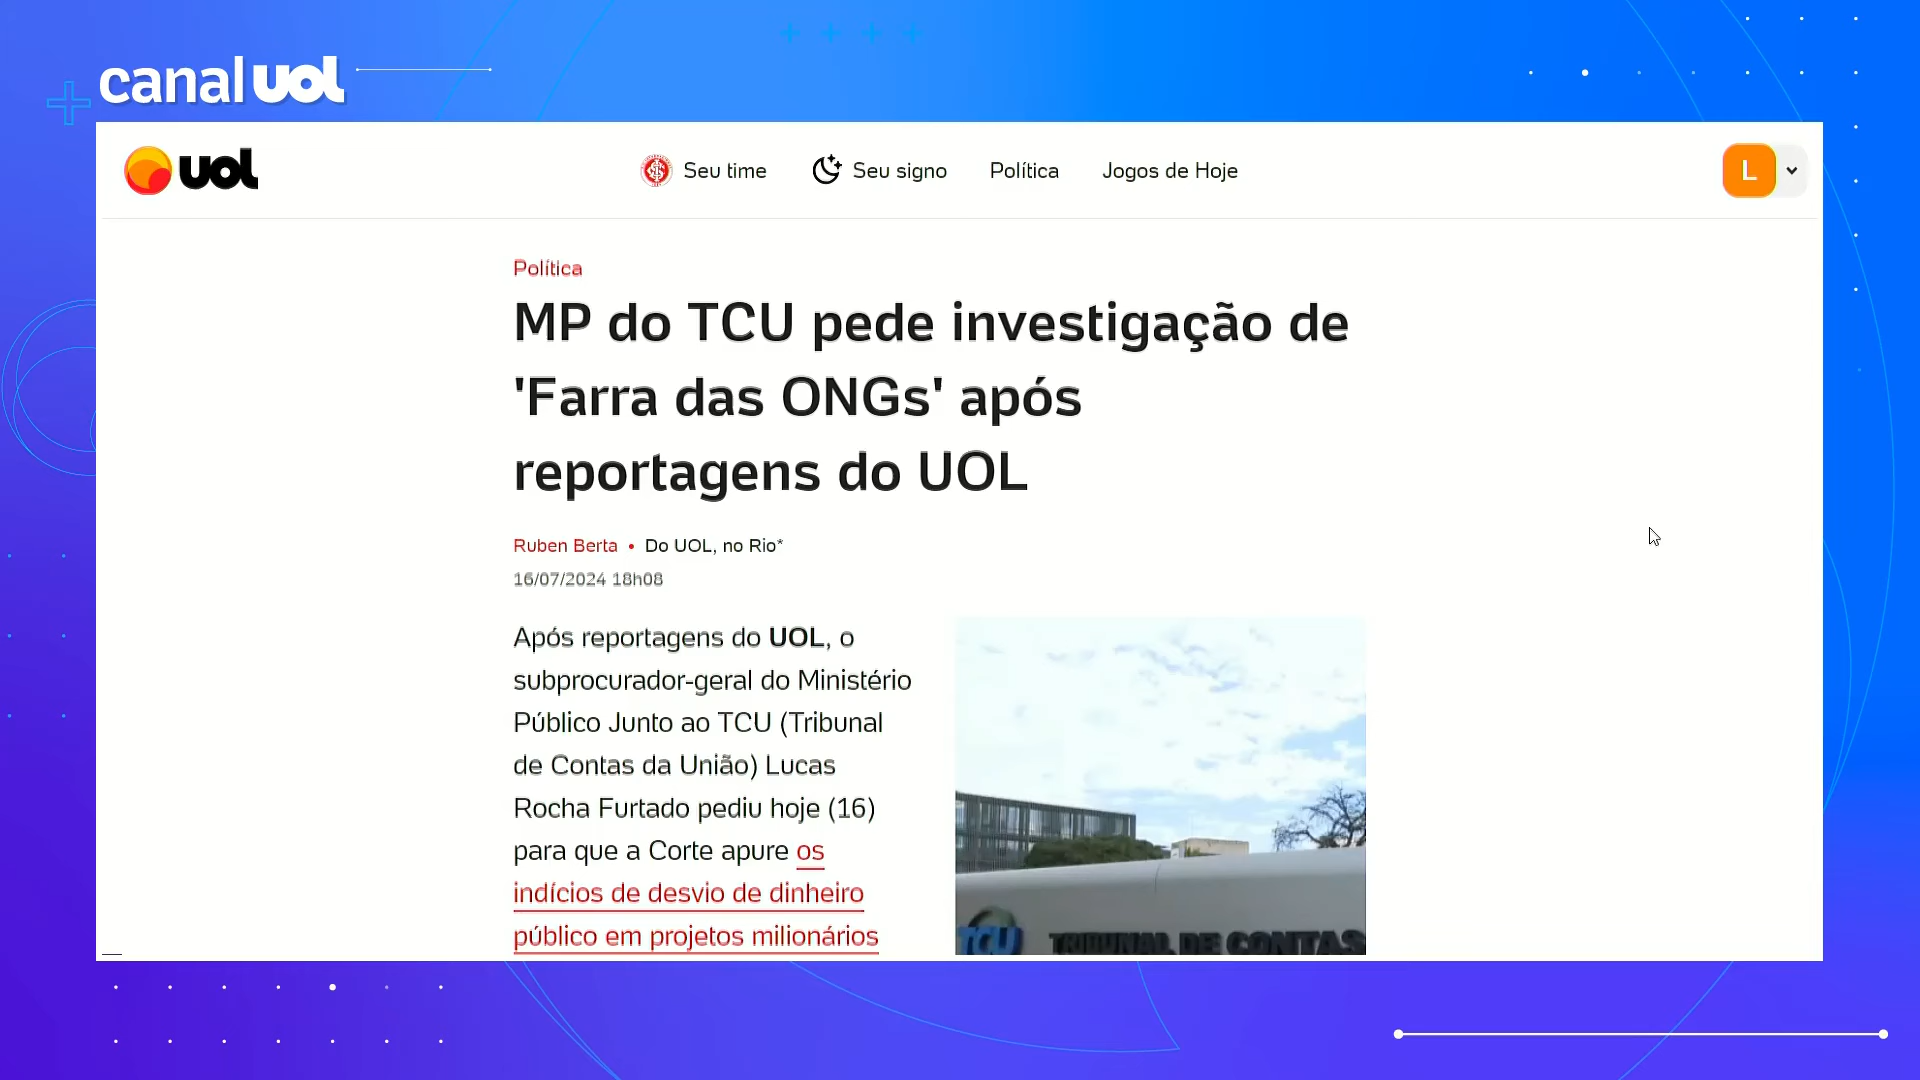 canal uol
uol
Seu time
Seu signo
Política
Jogos de Hoje
L
Política
MP do TCU pede investigação de
'Farra das ONGs' após
reportagens do UOL
Ruben Berta • Do UOL, no Rio*
16/07/2024 18h08
Após reportagens do UOL, o
subprocurador-geral do Ministério
Público Junto ao TCU (Tribunal
de Contas da União) Lucas
Rocha Furtado pediu hoje (16)
para que a Corte apure os
indícios de desvio de dinheiro
público em projetos milionários
TCU TRIBUNAL DE CONTAS